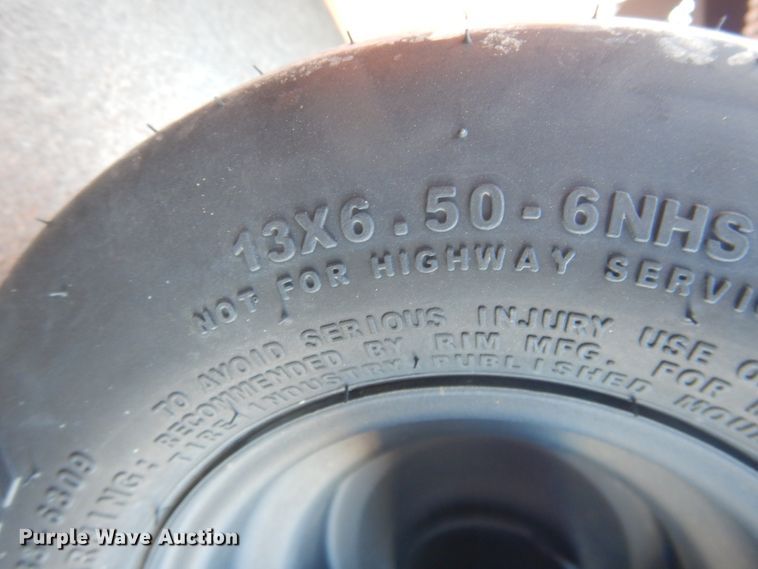 13X6.50-6NHS
NOT FOR HIGHWAY SERVI
TO AVOID SERIOUS INJURY USE
RECOMMENDED BY RIM MFG. FOR
TIRE INDUSTRY PUBLISHED MOU
Purple Wave Auction